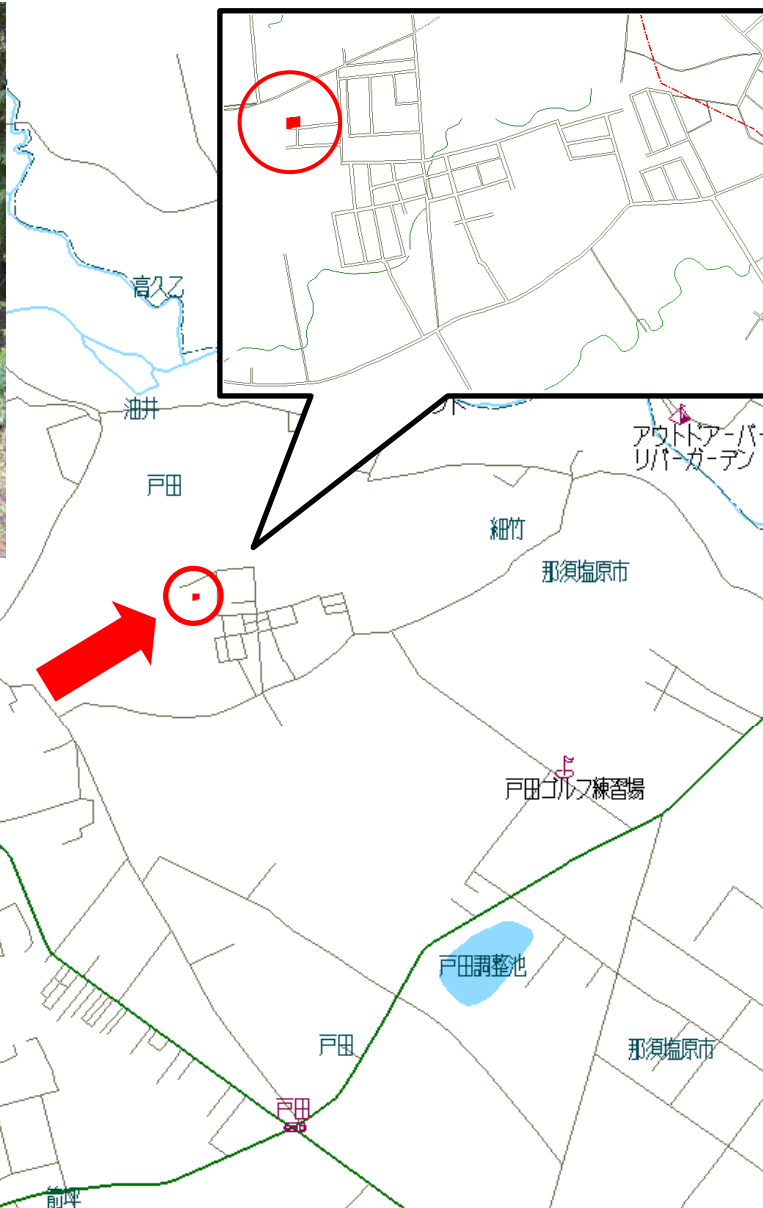 高久乙
油井
戸田
アウトドアーパー
リバーガーデン
細竹
那須塩原市
戸田ゴルフ練習場
戸田調整池
戸田
那須塩原市
戸田
前坪